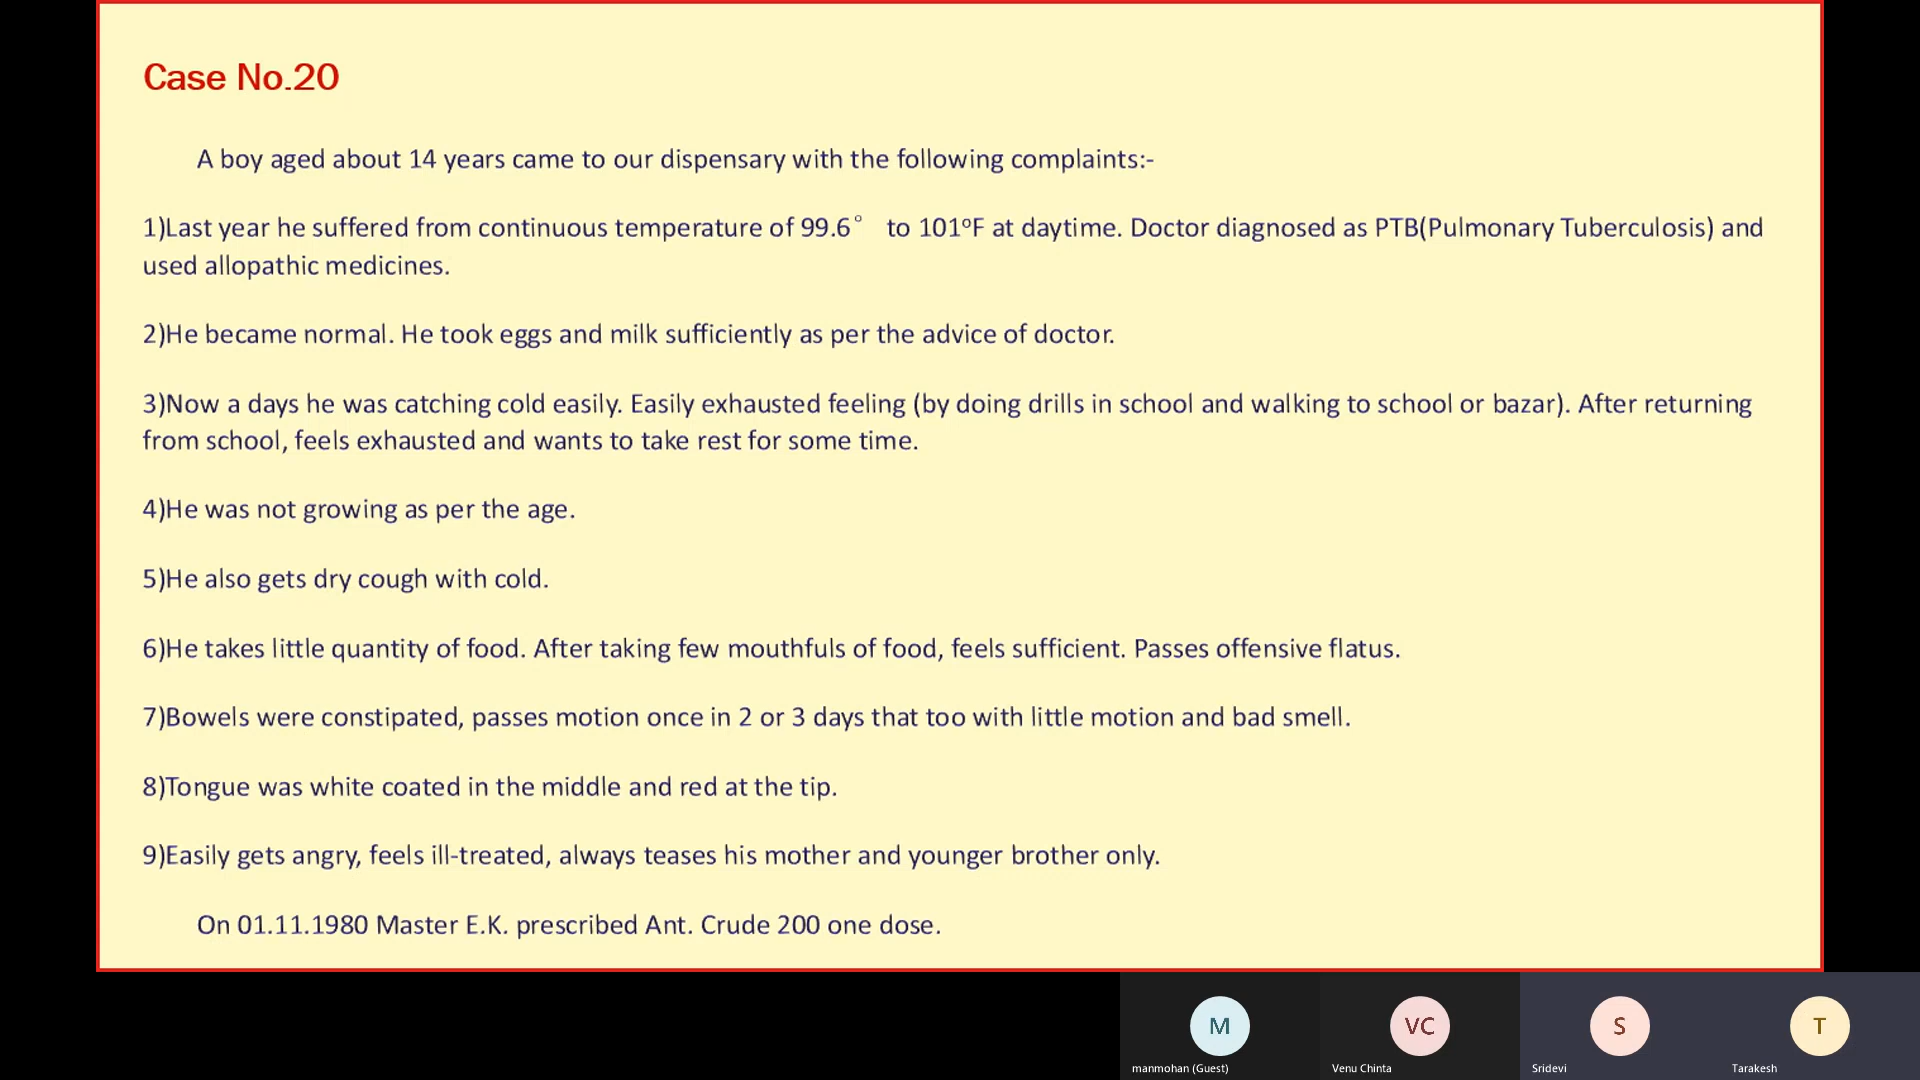 Case No.20
A boy aged about 14 years came to our dispensary with the following complaints:-
1)Last year he suffered from continuous temperature of 99.6° to 101°F at daytime. Doctor diagnosed as PTB(Pulmonary Tuberculosis) and
used allopathic medicines.
2)He became normal. He took eggs and milk sufficiently as per the advice of doctor.
3)Now a days he was catching cold easily. Easily exhausted feeling (by doing drills in school and walking to school or bazar). After returning
from school, feels exhausted and wants to take rest for some time.
4)He was not growing as per the age.
5)He also gets dry cough with cold.
6)He takes little quantity of food. After taking few mouthfuls of food, feels sufficient. Passes offensive flatus.
7)Bowels were constipated, passes motion once in 2 or 3 days that too with little motion and bad smell.
8)Tongue was white coated in the middle and red at the tip.
9)Easily gets angry, feels ill-treated, always teases his mother and younger brother only.
On 01.11.1980 Master E.K. prescribed Ant. Crude 200 one dose.
M VC S T
manmohan (Guest) Venu Chinta Sridevi Tarakesh